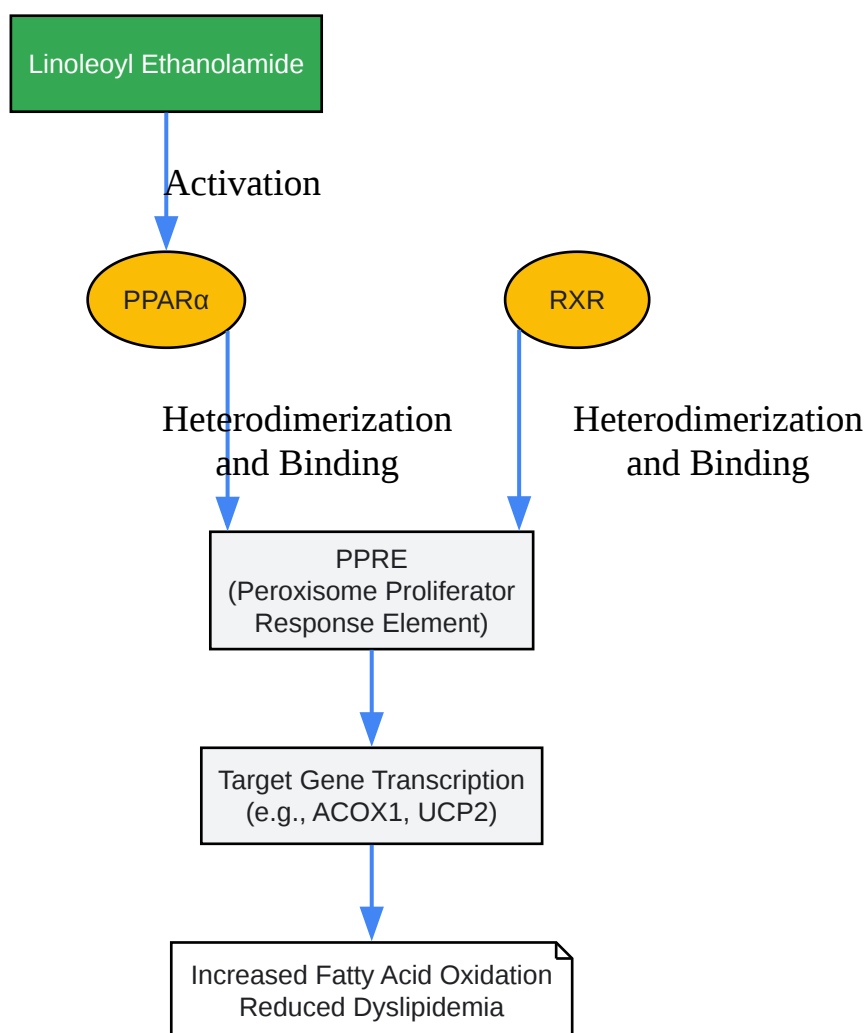 Linoleoyl Ethanolamide
Activation
PPARα
RXR
Heterodimerization
and Binding
Heterodimerization
and Binding
PPRE
(Peroxisome Proliferator
Response Element)
Target Gene Transcription
(e.g., ACOX1, UCP2)
Increased Fatty Acid Oxidation
Reduced Dyslipidemia